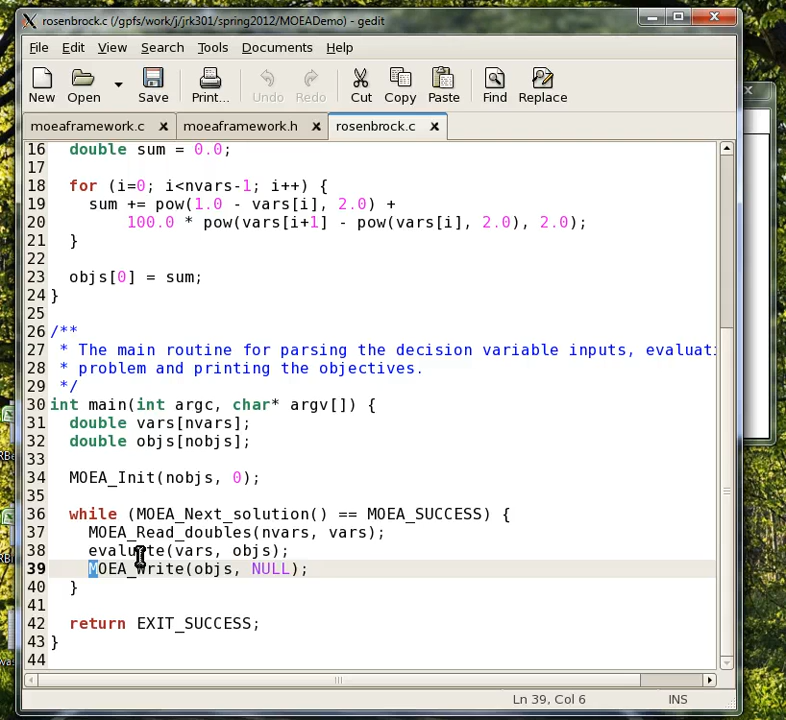 rosenbrock.c (/gpfs/work/j/jrk301/spring2012/MOEADemo) - gedit
File Edit View Search Tools Documents Help
New Open Save Print... Undo Redo Cut Copy Paste Find Replace
moeaframework.c moeaframework.h rosenbrock.c
16 double sum = 0.0;
17
18 for (i=0; i<nvars-1; i++) {
19 sum += pow(1.0 - vars[i], 2.0) +
20 100.0 * pow(vars[i+1] - pow(vars[i], 2.0), 2.0);
21 }
22
23 objs[0] = sum;
24 }
25
26 /**
27 * The main routine for parsing the decision variable inputs, evaluati
28 * problem and printing the objectives.
29 */
30 int main(int argc, char* argv[]) {
31 double vars[nvars];
32 double objs[nobjs];
33
34 MOEA_Init(nobjs, 0);
35
36 while (MOEA_Next_solution() == MOEA_SUCCESS) {
37 MOEA_Read_doubles(nvars, vars);
38 evaluate(vars, objs);
39 MOEA_Write(objs, NULL);
40 }
41
42 return EXIT_SUCCESS;
43 }
44
Ln 39, Col 6 INS